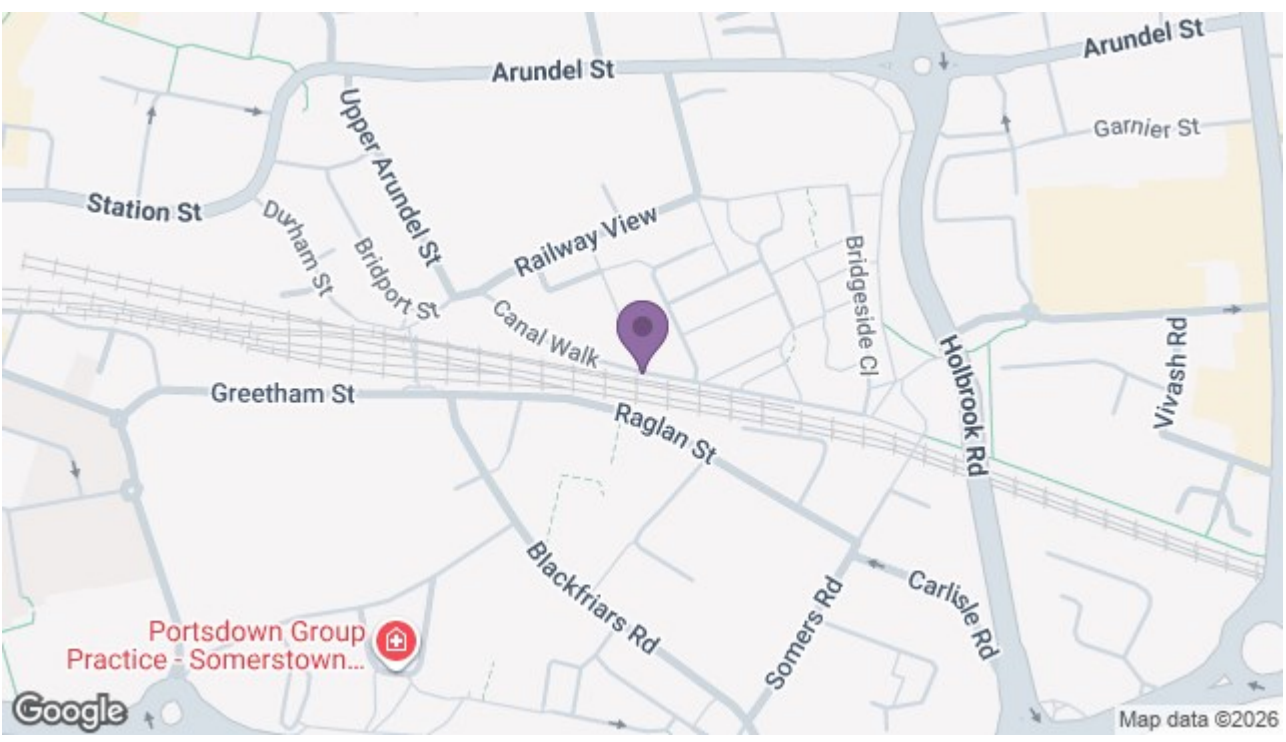 Arundel St
Arundel St
Upper Arundel St
Garnier St
Station St
Durham St
Bridport St
Railway View
Bridgeside Cl
Canal Walk
Holbrook Rd
Vivash Rd
Greetham St
Raglan St
Blackfriars Rd
Somers Rd
Carlisle Rd
Portsdown Group
Practice - Somerstown...
Google
Map data ©2026